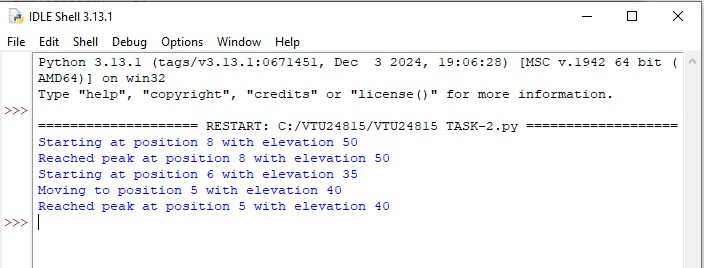 IDLE Shell 3.13.1
File Edit Shell Debug Options Window Help
Python 3.13.1 (tags/v3.13.1:0671451, Dec  3 2024, 19:06:28) [MSC v.1942 64 bit (
AMD64)] on win32
Type "help", "copyright", "credits" or "license()" for more information.
>>>
=================== RESTART: C:/VTU24815/VTU24815 TASK-2.py ===================
Starting at position 8 with elevation 50
Reached peak at position 8 with elevation 50
Starting at position 6 with elevation 35
Moving to position 5 with elevation 40
Reached peak at position 5 with elevation 40
>>>